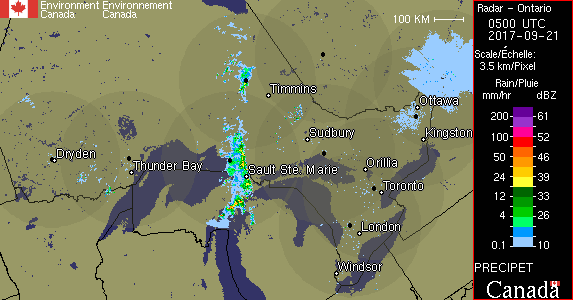 Environment Environnement
Canada Canada
100 KM
Timmins
Ottawa
Sudbury
Kingston
Dryden
Thunder Bay
Sault Ste. Marie
Orillia
Toronto
London
Windsor
Radar - Ontario
0500 UTC
2017-09-21
Scale/Échelle:
3.5 km/Pixel
Rain/Pluie
mm/hr dBZ
200 61
100 52
50 46
24 39
12 33
4 26
0.1 10
PRECIPET
Canada